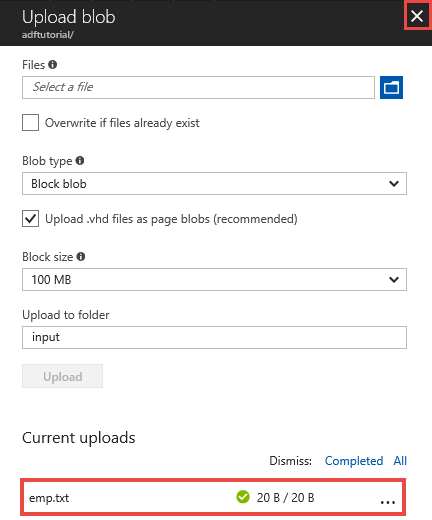 Upload blob
adftutorial/
Files
Select a file
Overwrite if files already exist
Blob type
Block blob
Upload .vhd files as page blobs (recommended)
Block size
100 MB
Upload to folder
input
Upload
Current uploads
Dismiss: Completed All
emp.txt 20 B / 20 B ...